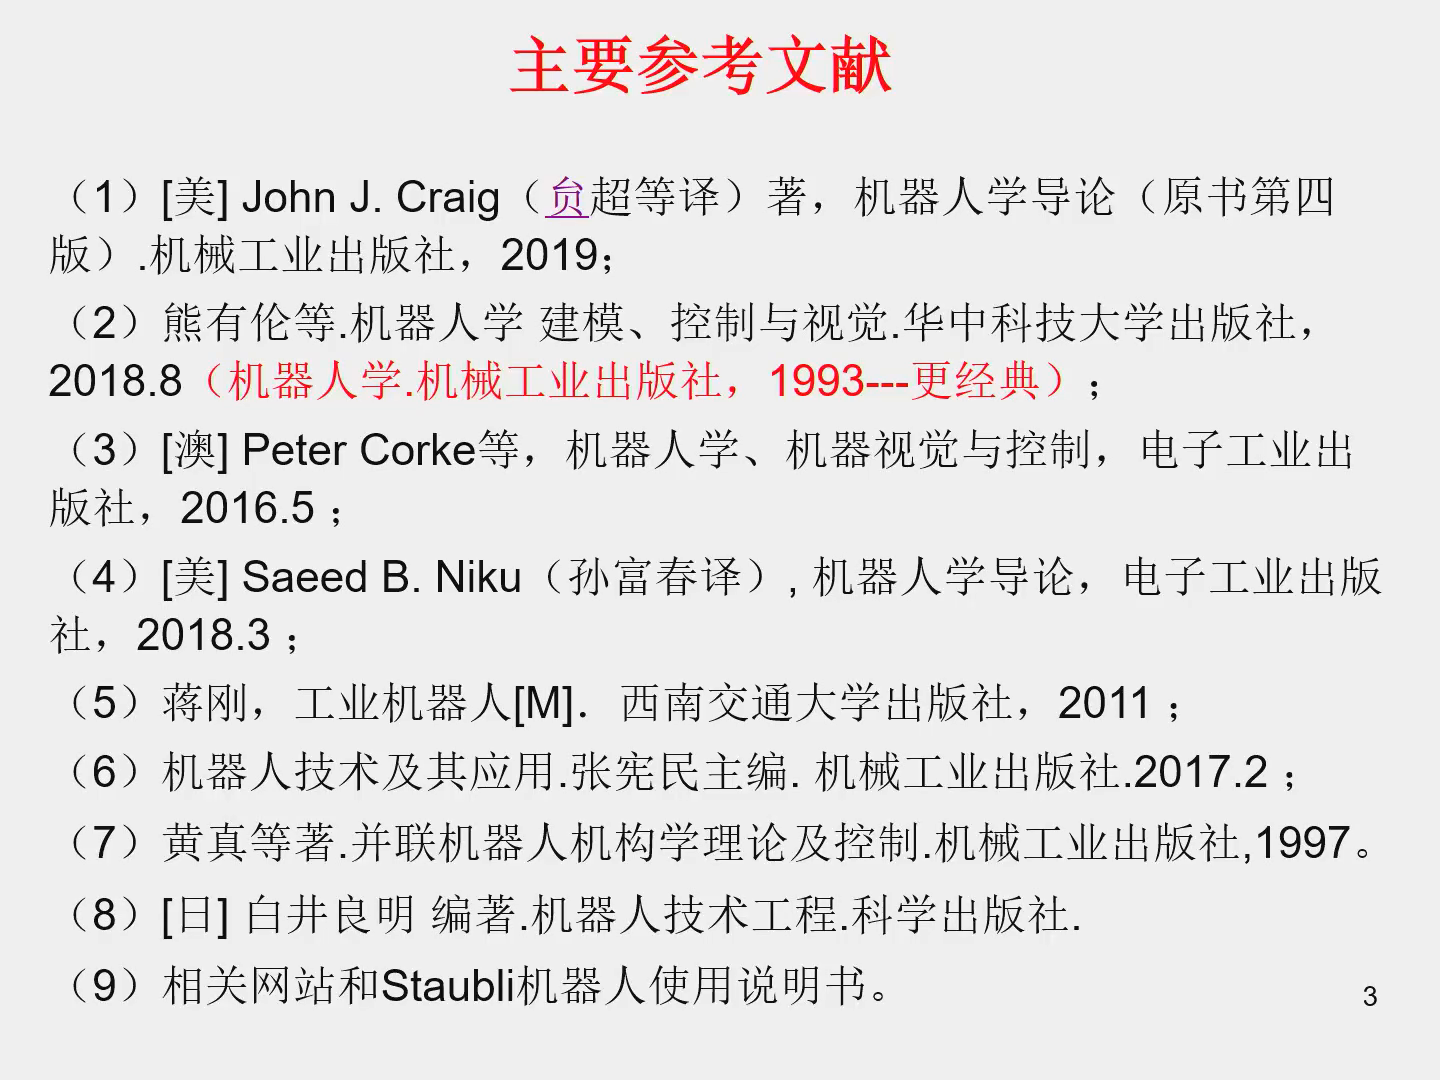 主要参考文献
（1）[美] John J. Craig（贠超等译）著，机器人学导论（原书第四
版）.机械工业出版社，2019；
（2）熊有伦等.机器人学 建模、控制与视觉.华中科技大学出版社，
2018.8（机器人学.机械工业出版社，1993---更经典）；
（3）[澳] Peter Corke等，机器人学、机器视觉与控制，电子工业出
版社，2016.5 ；
（4）[美] Saeed B. Niku（孙富春译）, 机器人学导论，电子工业出版
社，2018.3 ；
（5）蒋刚，工业机器人[M]．西南交通大学出版社，2011 ；
（6）机器人技术及其应用.张宪民主编. 机械工业出版社.2017.2 ；
（7）黄真等著.并联机器人机构学理论及控制.机械工业出版社,1997。
（8）[日] 白井良明 编著.机器人技术工程.科学出版社.
（9）相关网站和Staubli机器人使用说明书。
3